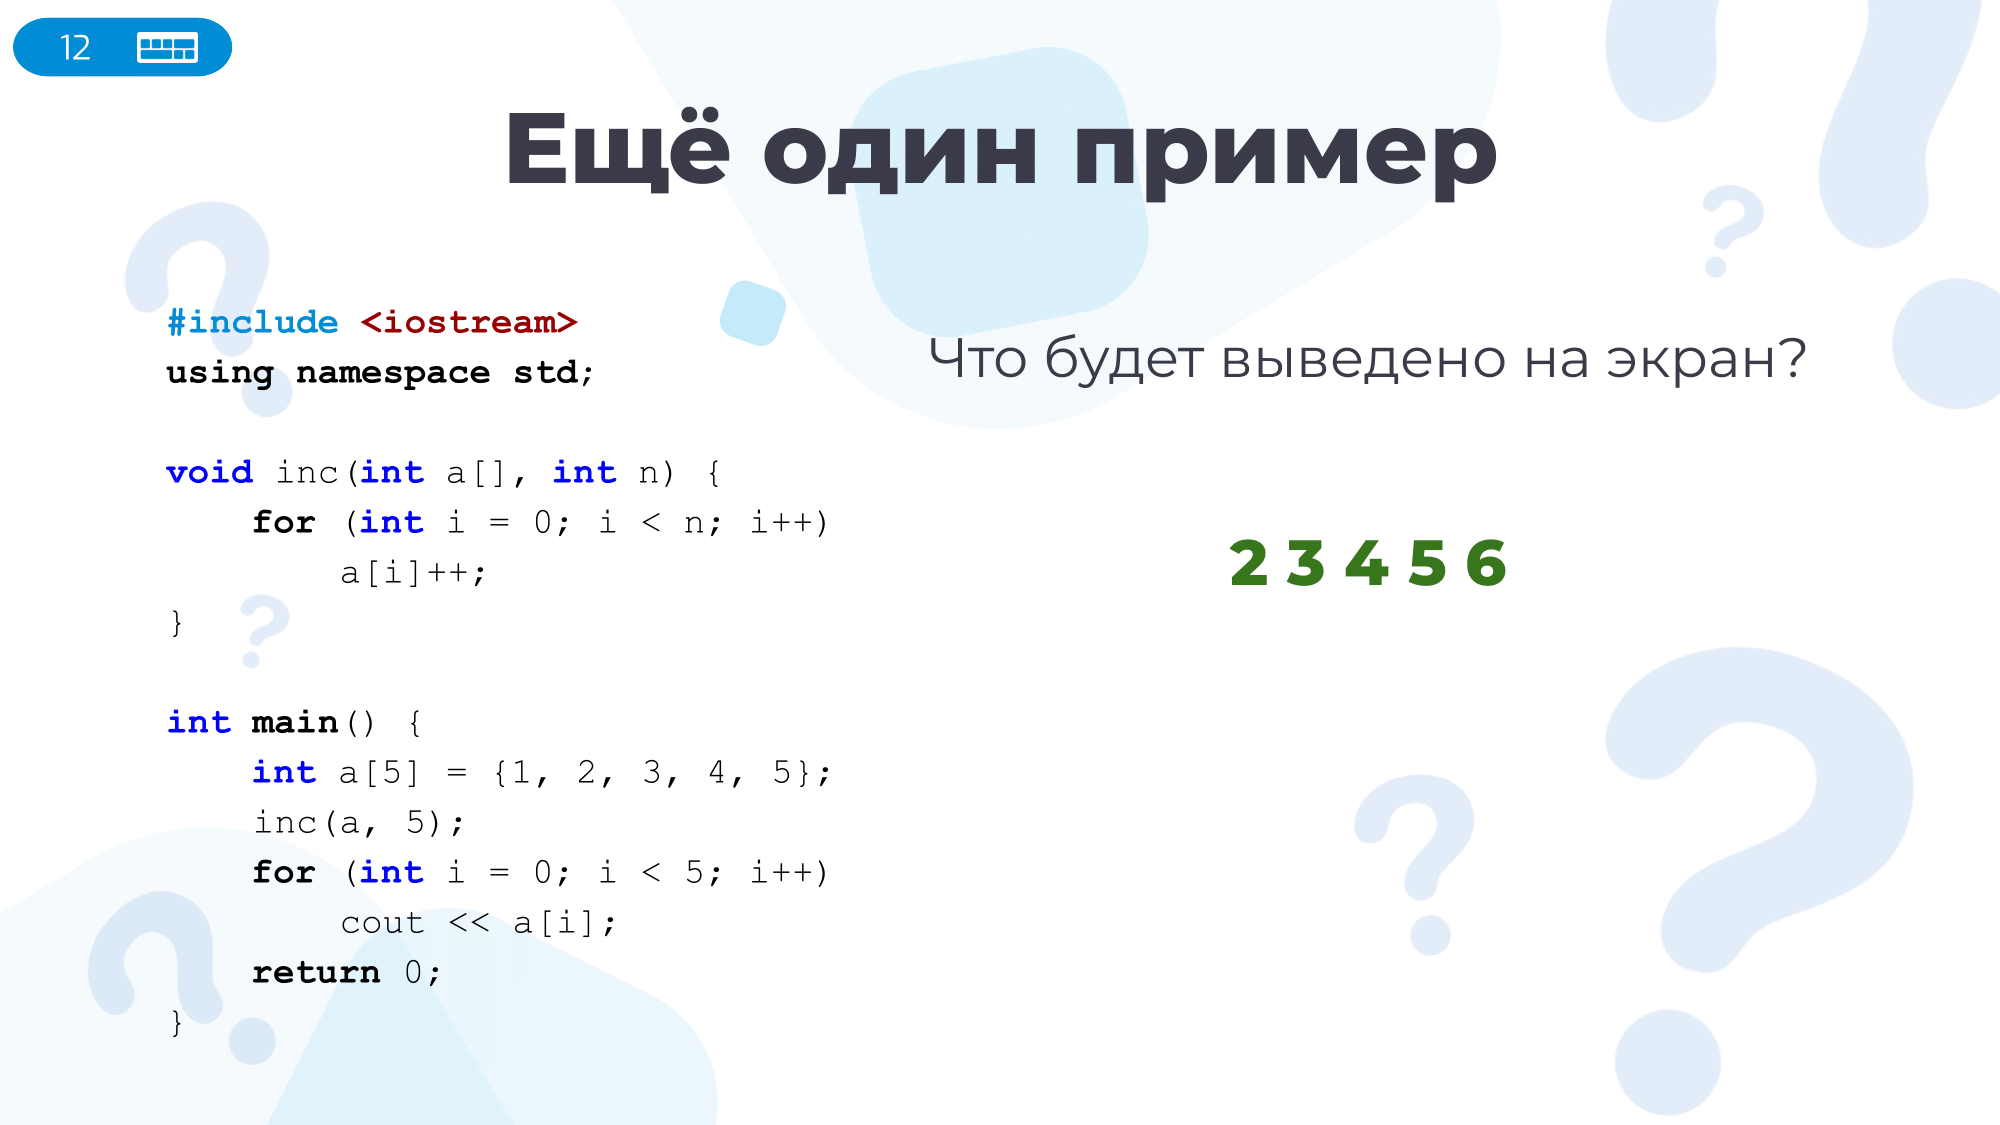 12
Ещё один пример
#include <iostream>
using namespace std;
void inc(int a[], int n) {
    for (int i = 0; i < n; i++)
        a[i]++;
}
int main() {
    int a[5] = {1, 2, 3, 4, 5};
    inc(a, 5);
    for (int i = 0; i < 5; i++)
        cout << a[i];
    return 0;
}
Что будет выведено на экран?
2 3 4 5 6